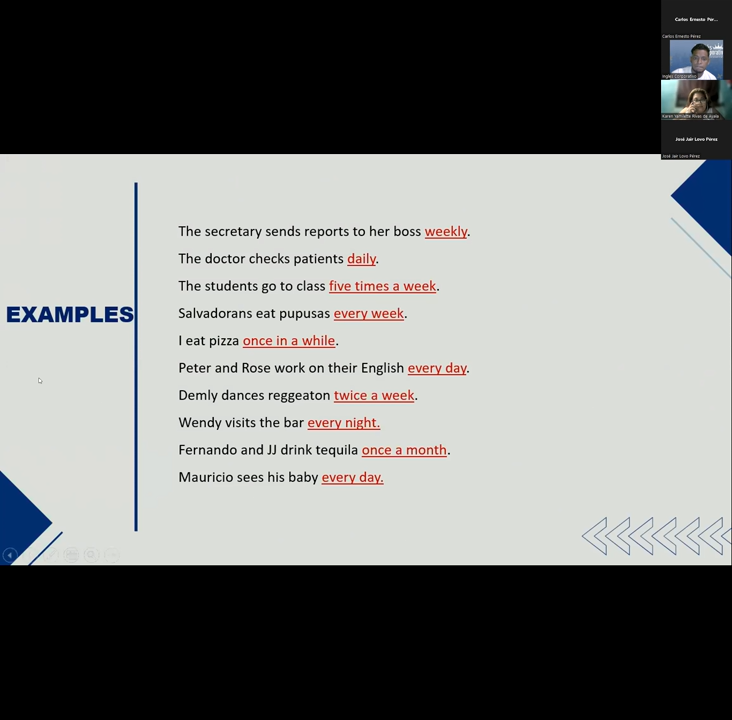 Carlos Ernesto Pér...
Carlos Ernesto Pérez
Inglés Corporativo
Karen Yamileth Rivas de Ayala
José Jair Lovo Pérez
José Jair Lovo Pérez
The secretary sends reports to her boss weekly.
The doctor checks patients daily.
The students go to class five times a week.
EXAMPLES
Salvadorans eat pupusas every week.
I eat pizza once in a while.
Peter and Rose work on their English every day.
Demly dances reggeaton twice a week.
Wendy visits the bar every night.
Fernando and JJ drink tequila once a month.
Mauricio sees his baby every day.